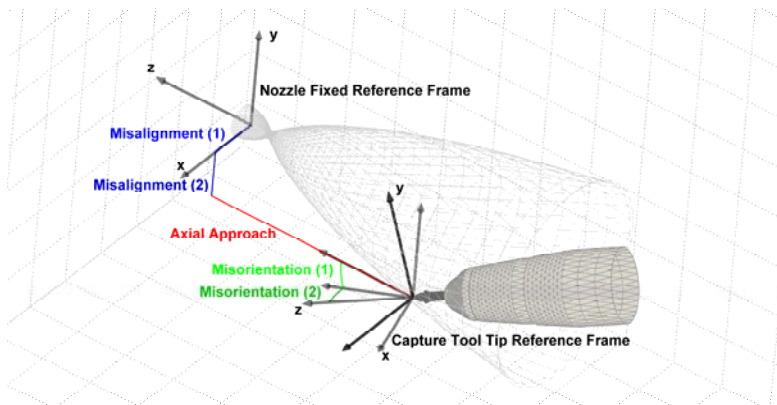 y
z
Nozzle Fixed Reference Frame
Misalignment (1)
x
Misalignment (2)
y
Axial Approach
Misorientation (1)
Misorientation (2)
z
Capture Tool Tip Reference Frame
x